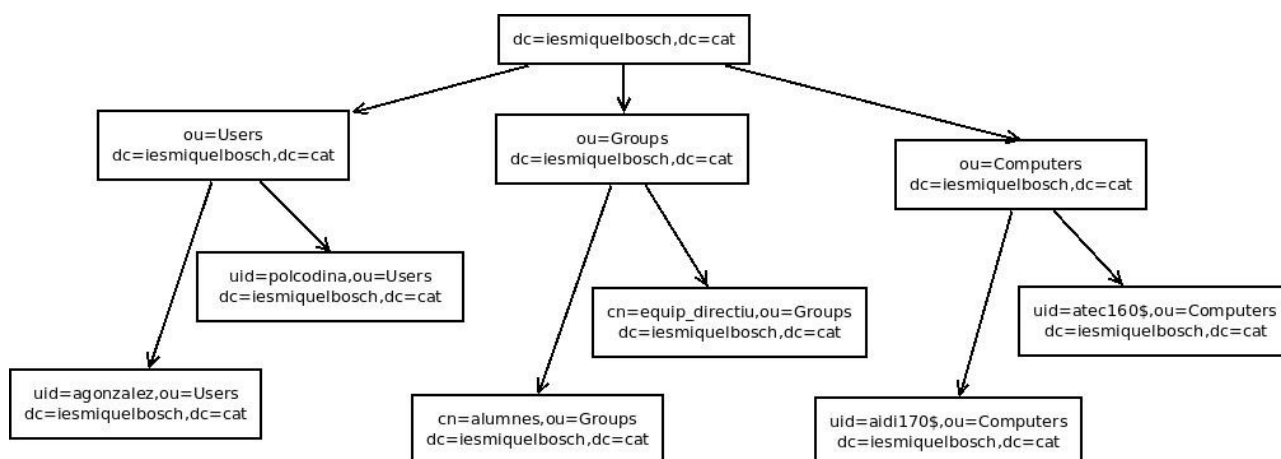 dc=iesmiquelbosch,dc=cat
ou=Users
dc=iesmiquelbosch,dc=cat
ou=Groups
dc=iesmiquelbosch,dc=cat
ou=Computers
dc=iesmiquelbosch,dc=cat
uid=polcodina,ou=Users
dc=iesmiquelbosch,dc=cat
cn=equip_directiu,ou=Groups
dc=iesmiquelbosch,dc=cat
uid=atec160$,ou=Computers
dc=iesmiquelbosch,dc=cat
uid=agonzalez,ou=Users
dc=iesmiquelbosch,dc=cat
cn=alumnes,ou=Groups
dc=iesmiquelbosch,dc=cat
uid=aidi170$,ou=Computers
dc=iesmiquelbosch,dc=cat